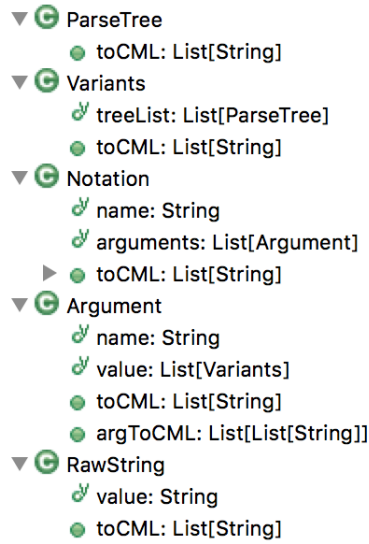 C ParseTree
toCML: List[String]
C Variants
treeList: List[ParseTree]
toCML: List[String]
C Notation
name: String
arguments: List[Argument]
toCML: List[String]
C Argument
name: String
value: List[Variants]
toCML: List[String]
argToCML: List[List[String]]
C RawString
value: String
toCML: List[String]